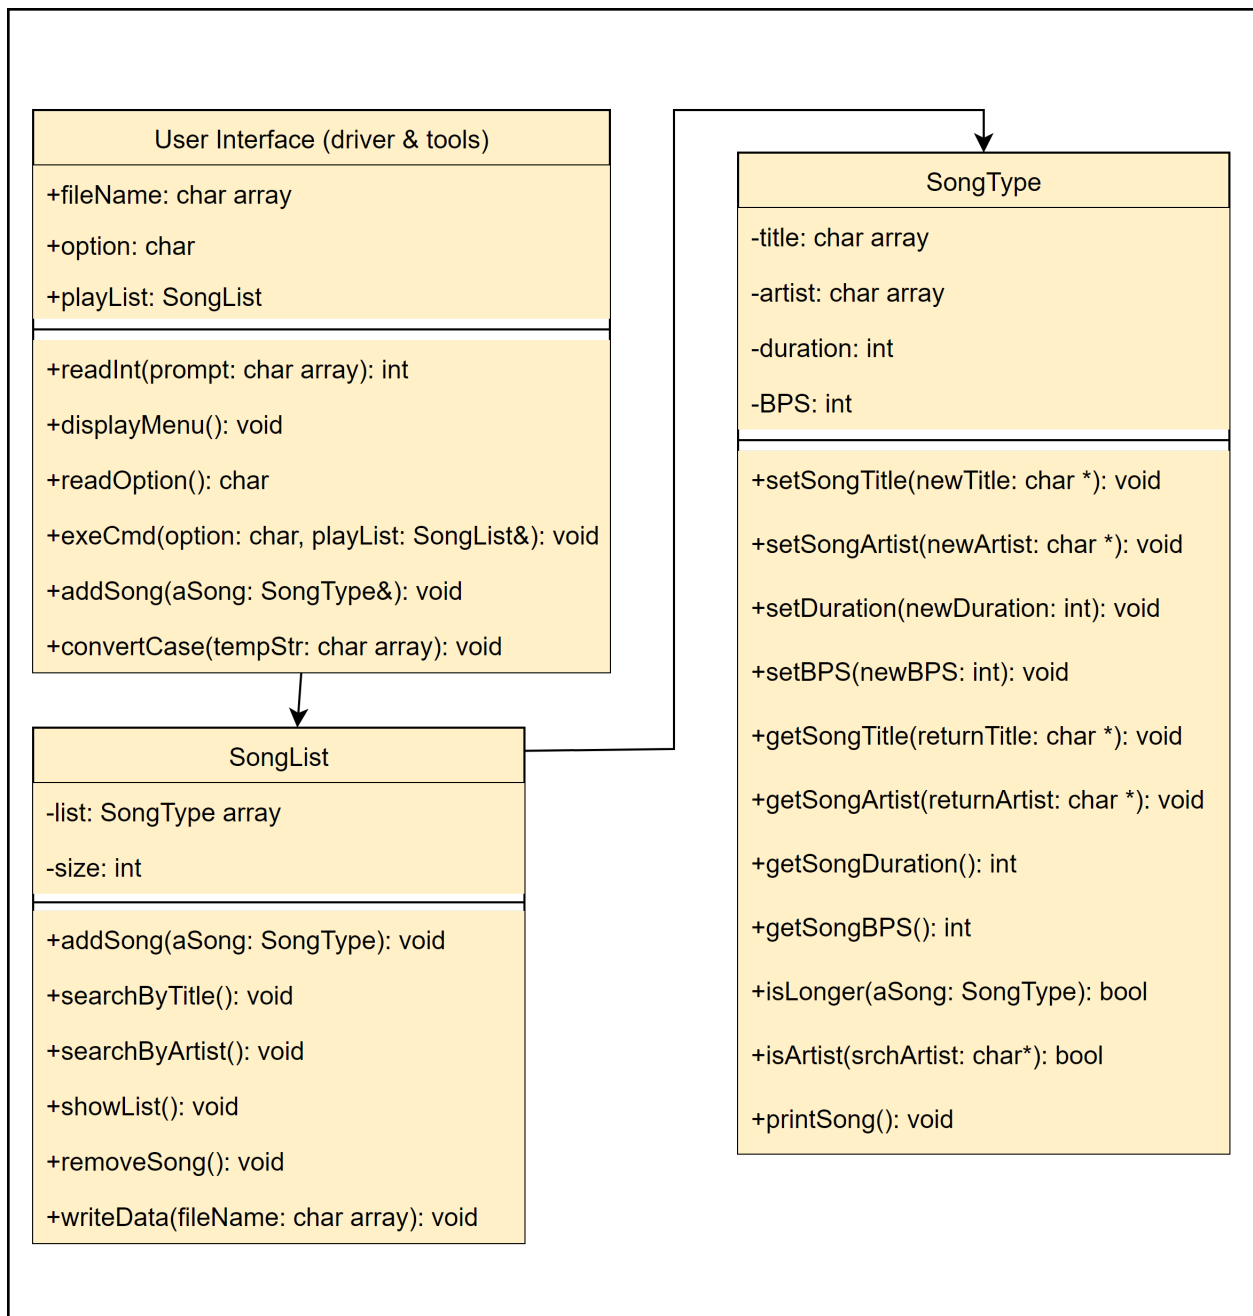 User Interface (driver & tools)
+fileName: char array
+option: char
+playList: SongList
+readInt(prompt: char array): int
+displayMenu(): void
+readOption(): char
+exeCmd(option: char, playList: SongList&): void
+addSong(aSong: SongType&): void
+convertCase(tempStr: char array): void
SongList
-list: SongType array
-size: int
+addSong(aSong: SongType): void
+searchByTitle(): void
+searchByArtist(): void
+showList(): void
+removeSong(): void
+writeData(fileName: char array): void
SongType
-title: char array
-artist: char array
-duration: int
-BPS: int
+setSongTitle(newTitle: char *): void
+setSongArtist(newArtist: char *): void
+setDuration(newDuration: int): void
+setBPS(newBPS: int): void
+getSongTitle(returnTitle: char *): void
+getSongArtist(returnArtist: char *): void
+getSongDuration(): int
+getSongBPS(): int
+isLonger(aSong: SongType): bool
+isArtist(srchArtist: char*): bool
+printSong(): void